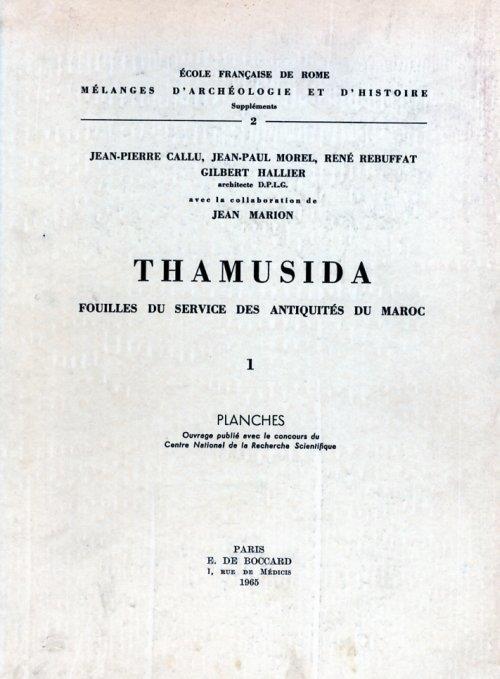 ÉCOLE FRANÇAISE DE ROME
MÉLANGES D'ARCHÉOLOGIE ET D'HISTOIRE
Suppléments
2
JEAN-PIERRE CALLU, JEAN-PAUL MOREL, RENÉ REBUFFAT
GILBERT HALLIER
architecte D.P.L.G.
avec la collaboration de
JEAN MARION
THAMUSIDA
FOUILLES DU SERVICE DES ANTIQUITÉS DU MAROC
1
PLANCHES
Ouvrage publié avec le concours du
Centre National de la Recherche Scientifique
PARIS
E. DE BOCCARD
1, RUE DE MÉDICIS
1965